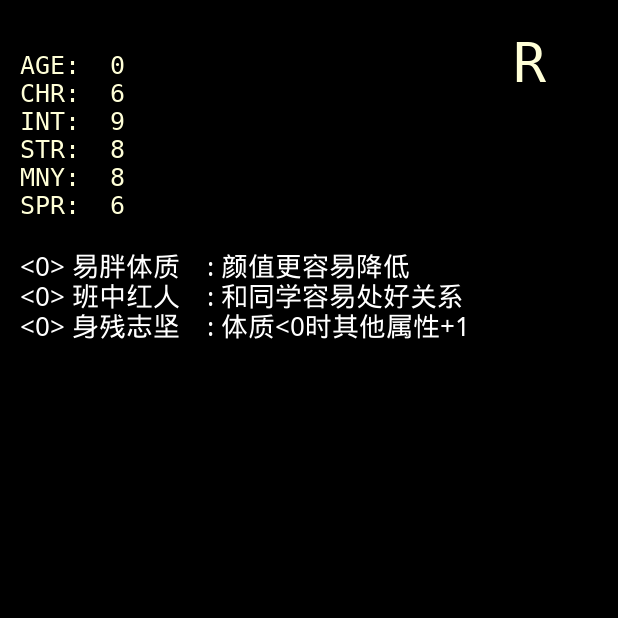 R
AGE: 0
CHR: 6
INT: 9
STR: 8
MNY: 8
SPR: 6
<0> 易胖体质 : 颜值更容易降低
<0> 班中红人 : 和同学容易处好关系
<0> 身残志坚 : 体质<0时其他属性+1